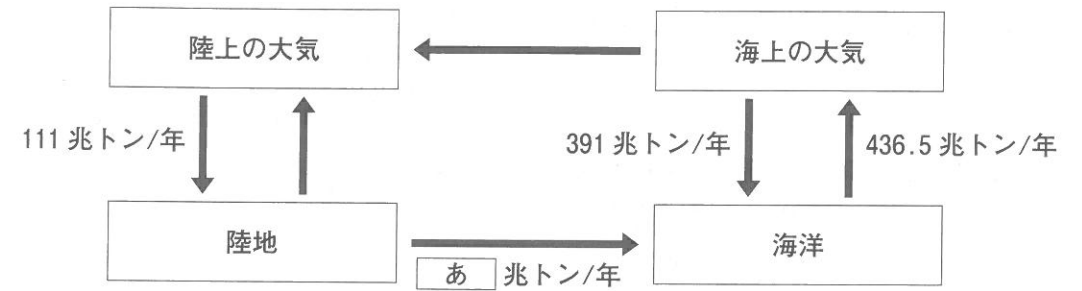 陸上の大気
海上の大気
111 兆トン/年
391 兆トン/年
436.5 兆トン/年
陸地
海洋
あ 兆トン/年